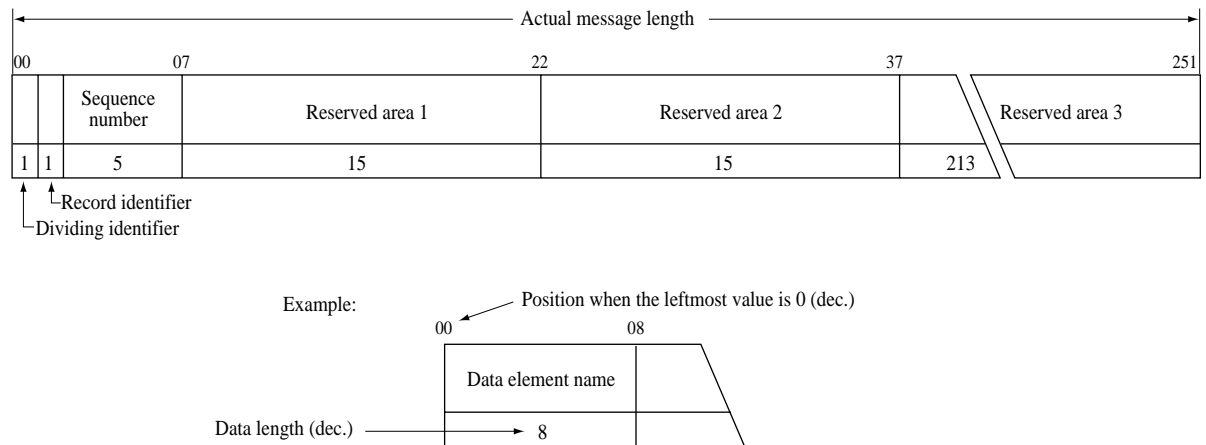 Actual message length
00 07 22 37 251
Sequence
number
Reserved area 1 Reserved area 2 Reserved area 3
1 1 5 15 15 213
Record identifier
Dividing identifier
Example: Position when the leftmost value is 0 (dec.)
00 08
Data element name
Data length (dec.) 8